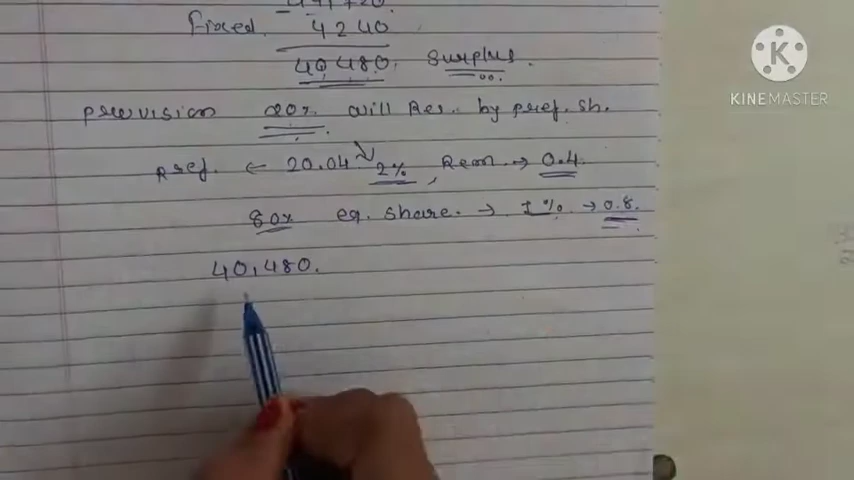 Fixed. 4240
40,480. Surplus.
provision 20% will Rec. by pref. sh.
pref. ← 20.04 2%, Rem. → 0.4
80% eq. share. → 1% → 0.8.
40,480.
K
KINEMASTER